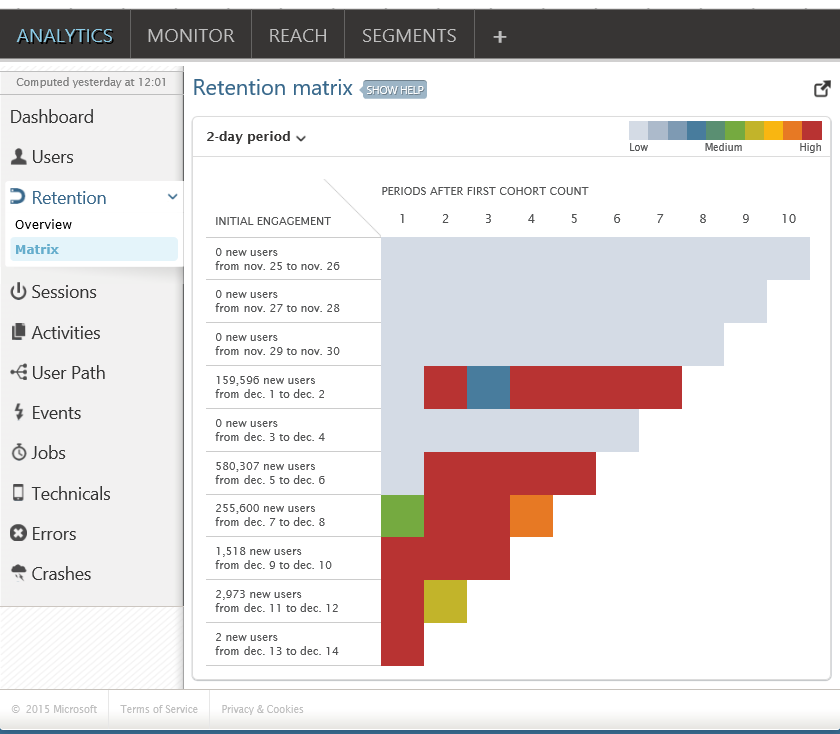 ANALYTICS MONITOR REACH SEGMENTS +
Computed yesterday at 12:01
Dashboard
Users
Retention
Overview
Matrix
Sessions
Activities
User Path
Events
Jobs
Technicals
Errors
Crashes
Retention matrix SHOW HELP
2-day period
Low Medium High
PERIODS AFTER FIRST COHORT COUNT
INITIAL ENGAGEMENT 1 2 3 4 5 6 7 8 9 10
0 new users
from nov. 25 to nov. 26
0 new users
from nov. 27 to nov. 28
0 new users
from nov. 29 to nov. 30
159,596 new users
from dec. 1 to dec. 2
0 new users
from dec. 3 to dec. 4
580,307 new users
from dec. 5 to dec. 6
255,600 new users
from dec. 7 to dec. 8
1,518 new users
from dec. 9 to dec. 10
2,973 new users
from dec. 11 to dec. 12
2 new users
from dec. 13 to dec. 14
© 2015 Microsoft Terms of Service Privacy & Cookies